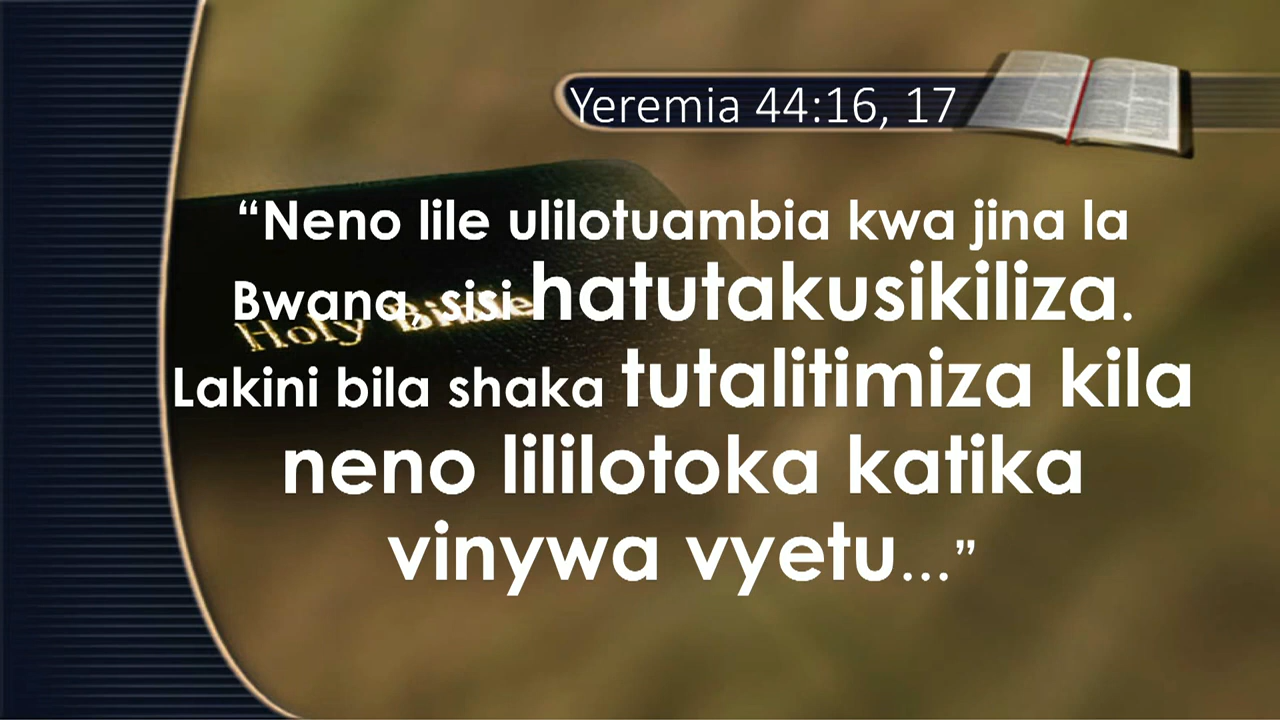 Yeremia 44:16, 17
“Neno lile ulilotuambia kwa jina la
Bwana, sisi hatutakusikiliza.
Lakini bila shaka tutalitimiza kila
neno lililotoka katika
vinywa vyetu...”
Holy Bible